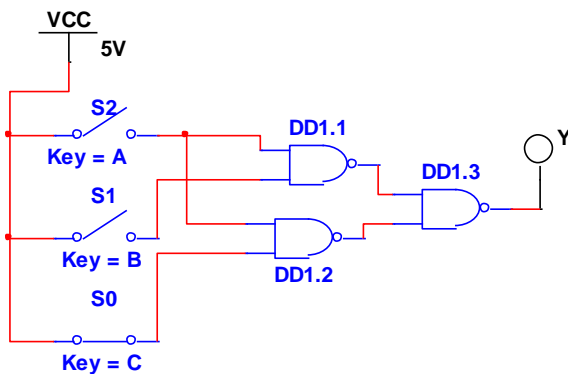 VCC
5V
S2
Key = A
S1
Key = B
S0
Key = C
DD1.1
DD1.2
DD1.3
Y